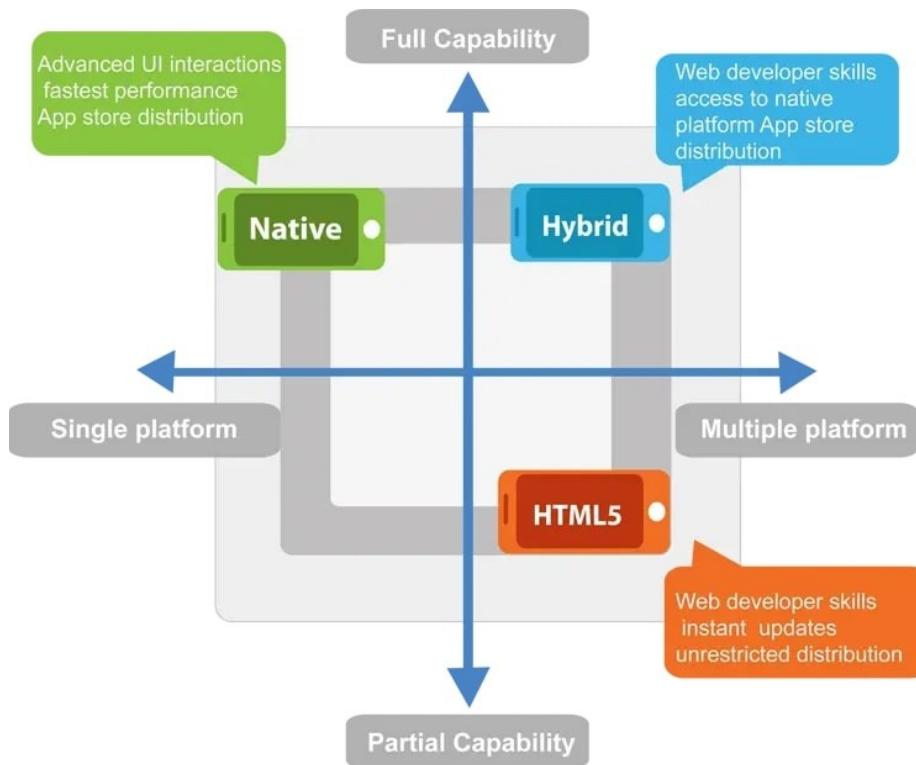 Full Capability
Advanced UI interactions
fastest performance
App store distribution
Web developer skills
access to native
platform App store
distribution
Native
Hybrid
Single platform
Multiple platform
HTML5
Web developer skills
instant updates
unrestricted distribution
Partial Capability